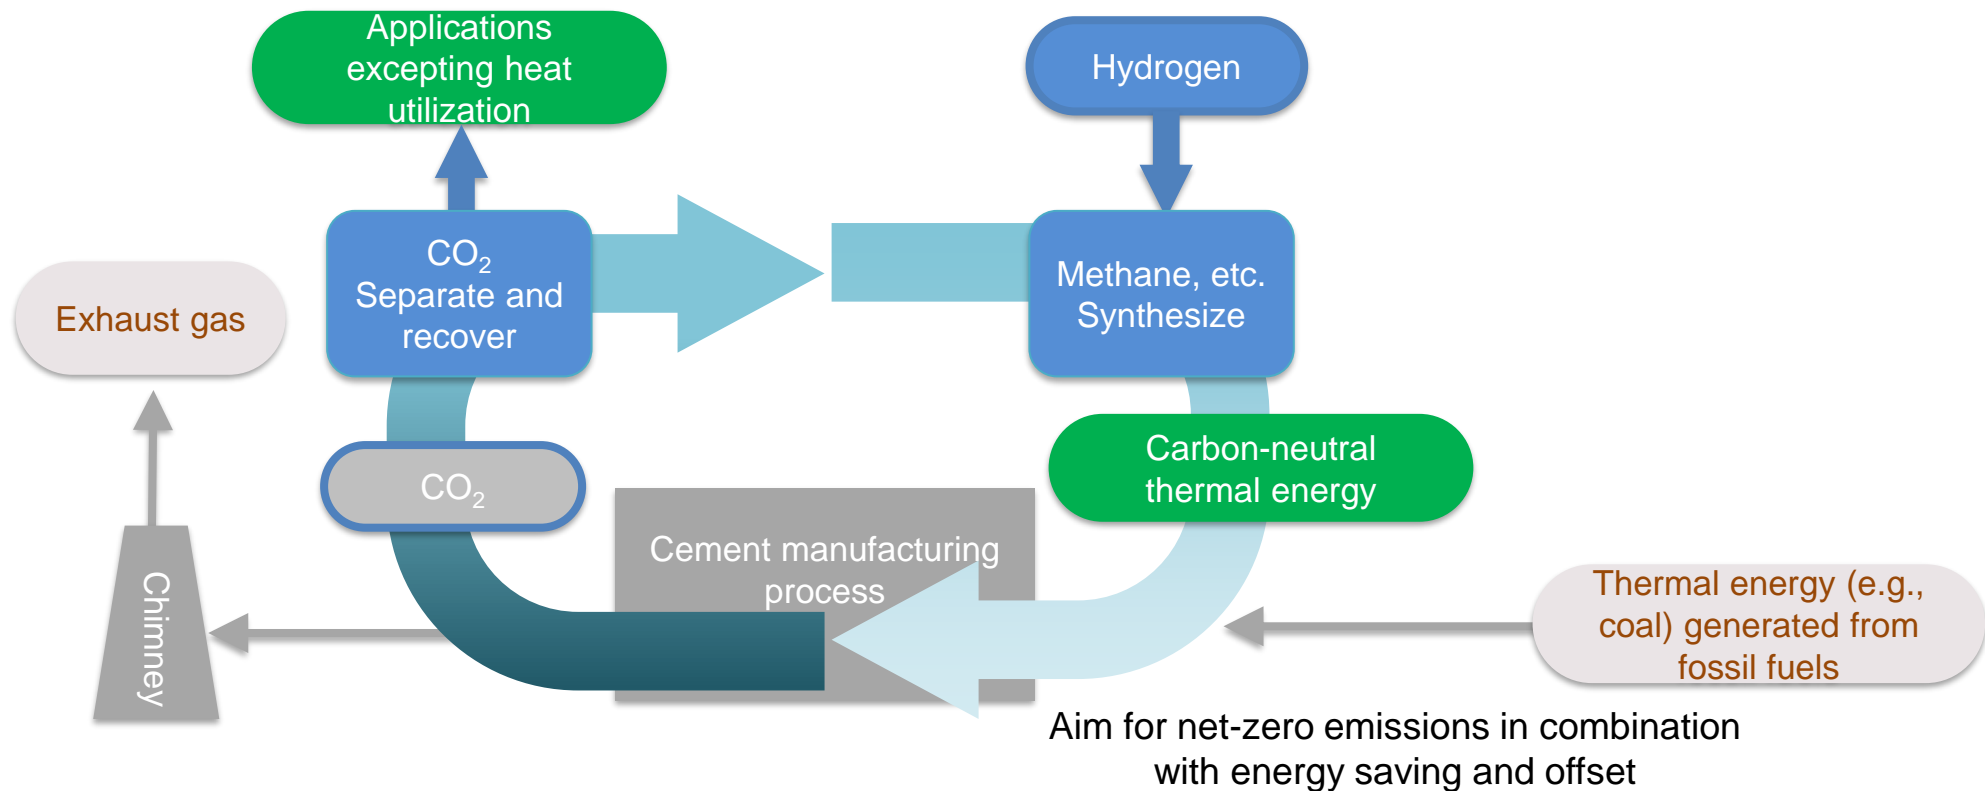 Applications
excepting heat
utilization
Hydrogen
CO₂
Separate and
recover
Methane, etc.
Synthesize
Exhaust gas
CO₂
Carbon-neutral
thermal energy
Cement manufacturing
process
Chimney
Thermal energy (e.g.,
coal) generated from
fossil fuels
Aim for net-zero emissions in combination
with energy saving and offset